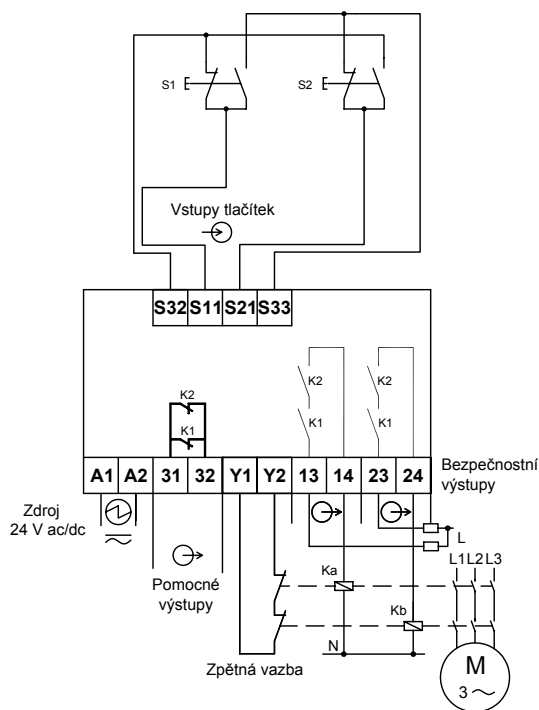 S1
S2
Vstupy tlačítek
S32 S11 S21 S33
K2
K1
K2
K1
K2
K1
A1 A2 31 32 Y1 Y2 13 14 23 24
Bezpečnostní
výstupy
Zdroj
24 V ac/dc
Pomocné
výstupy
L
L1 L2 L3
Ka
Kb
N
Zpětná vazba
M
3 ~